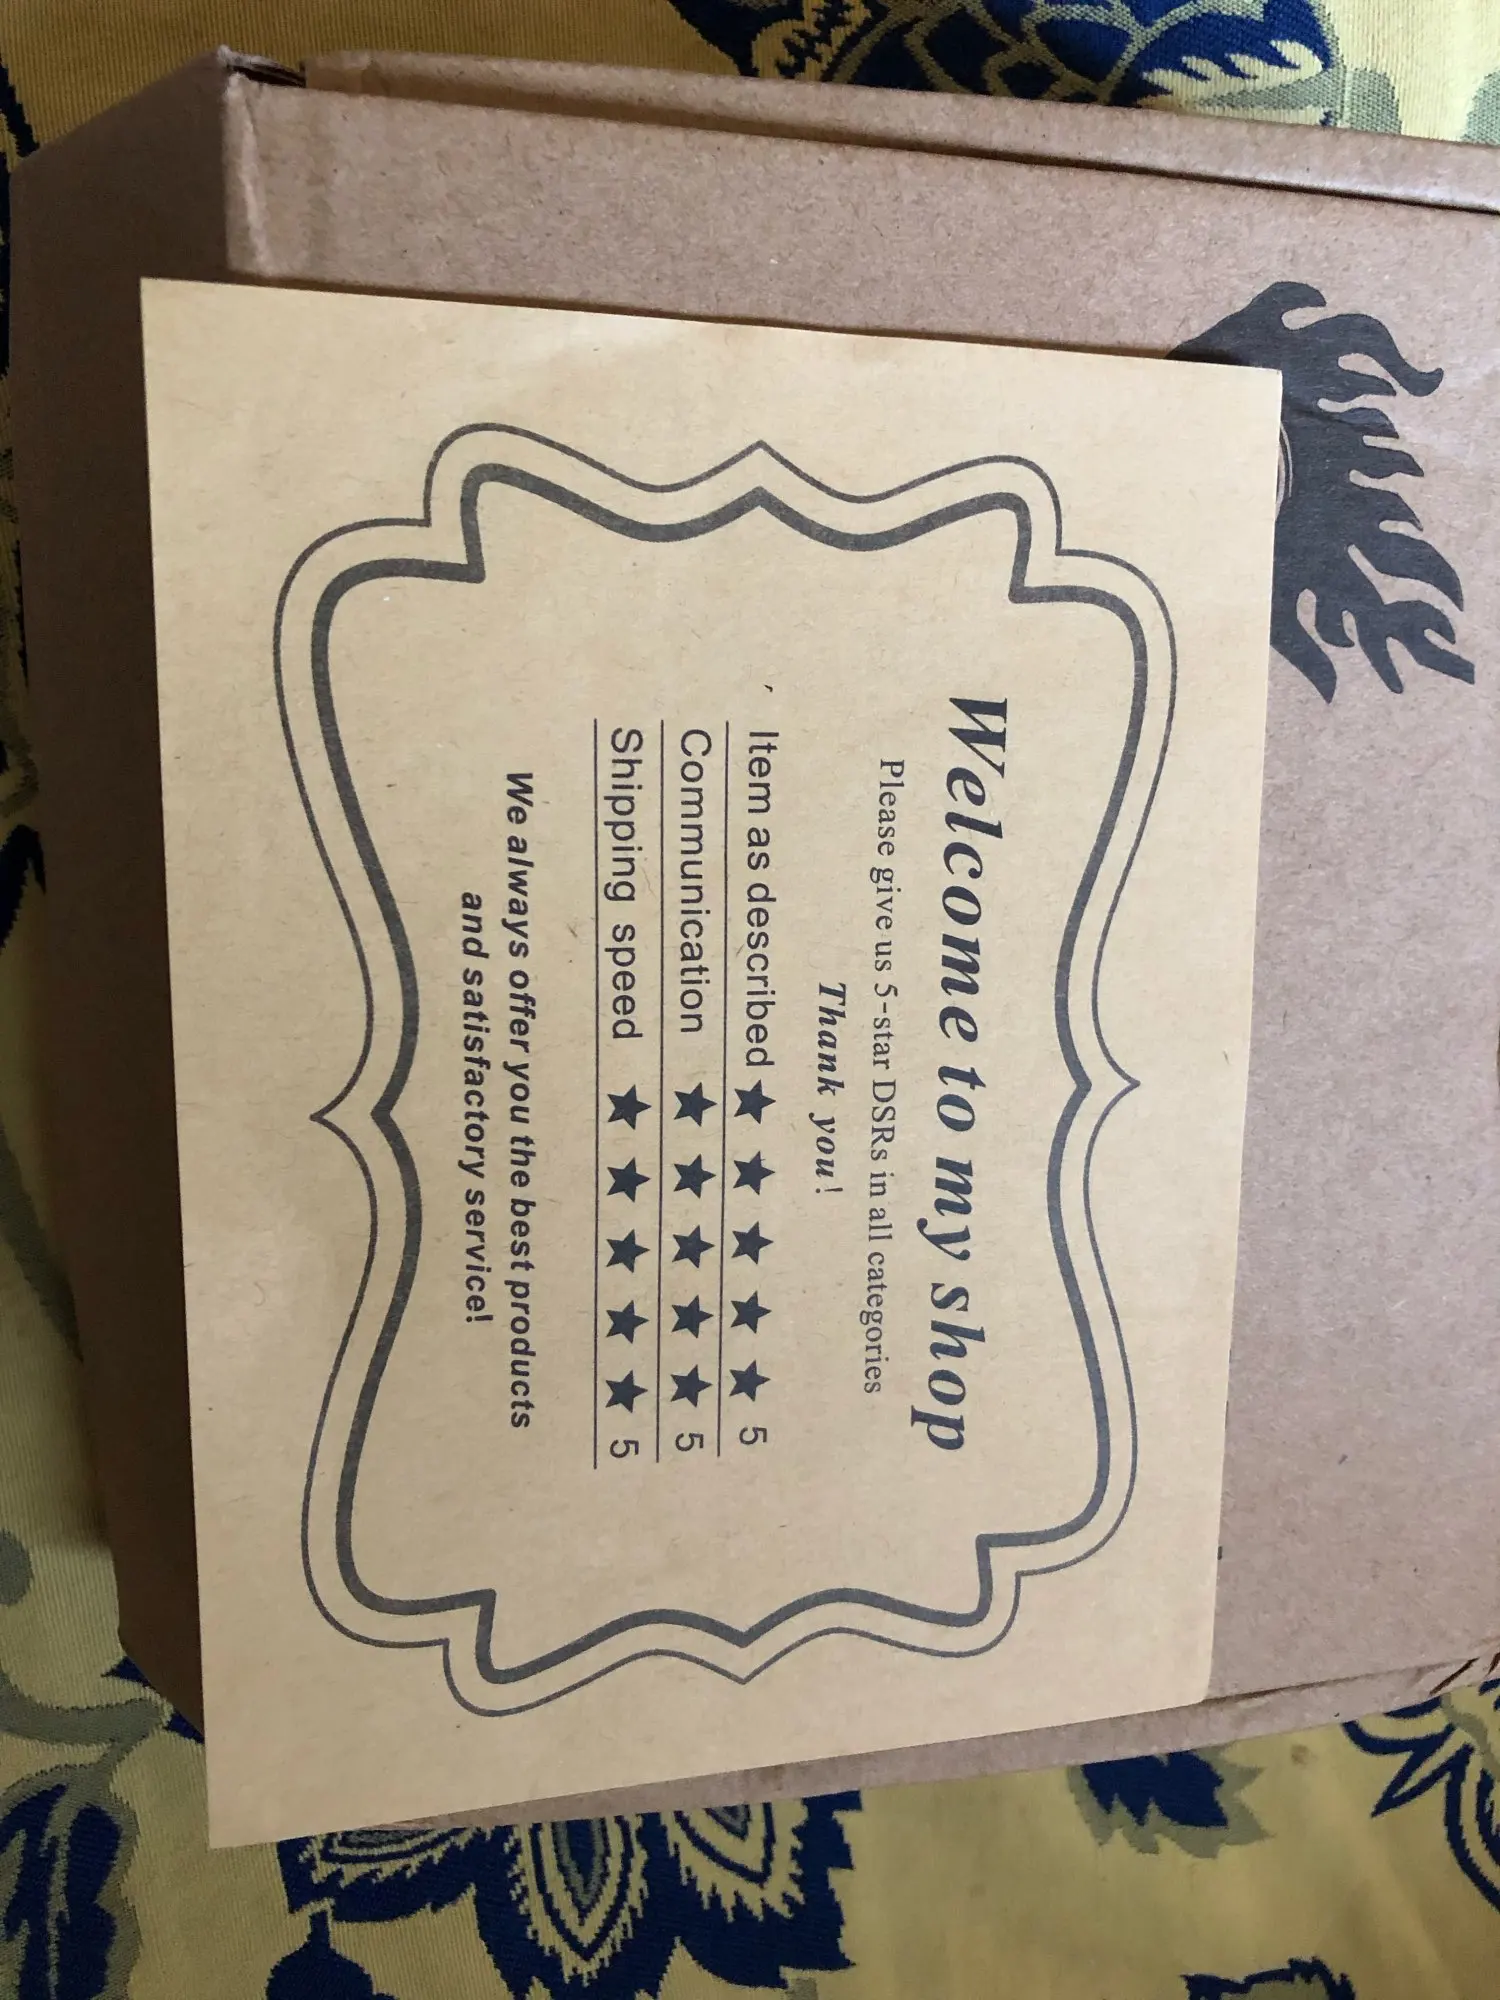 Welcome to my shop
Please give us 5-star DSRs in all categories
Thank you!
Item as described ★ ★ ★ ★ ★ 5
Communication ★ ★ ★ ★ ★ 5
Shipping speed ★ ★ ★ ★ ★ 5
We always offer you the best products
and satisfactory service!